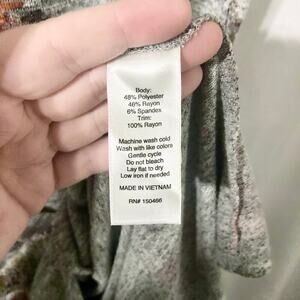 Body:
48% Polyester
46% Rayon
6% Spandex
Trim:
100% Rayon
Machine wash cold
Wash with like colors
Gentle cycle
Do not bleach
Lay flat to dry
Low iron if needed
MADE IN VIETNAM
RN# 150466